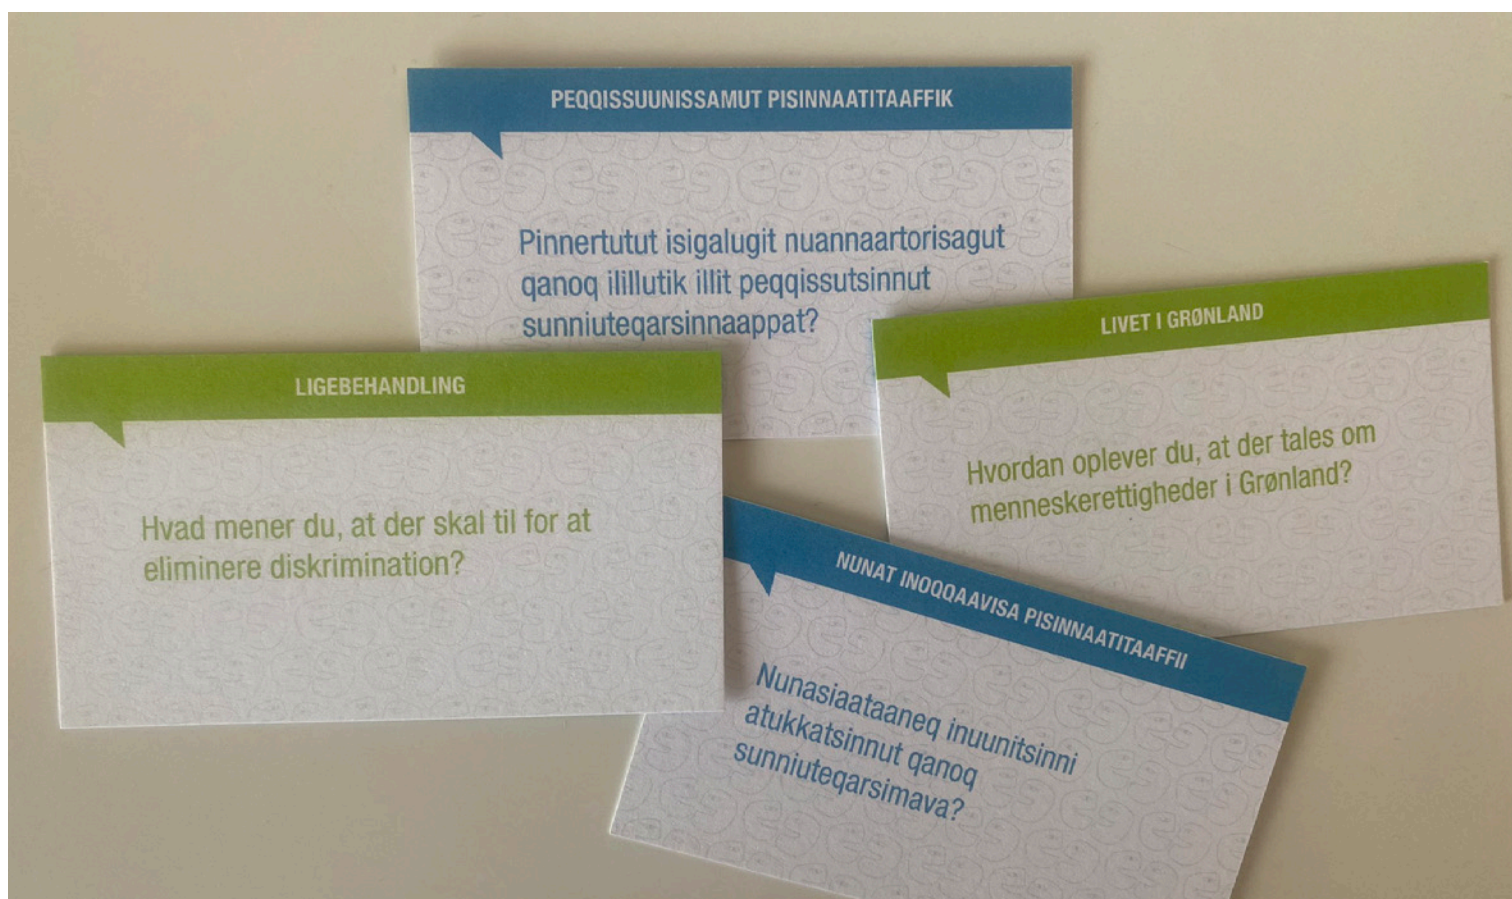 PEQQISSUUNISSAMUT PISINNAATITAAFFIK
Pinnertutut isigalugit nuannaartorisagut
qanoq ilillutik illit peqqissutsinnut
sunniuteqarsinnaappat?
LIVET I GRØNLAND
Hvordan oplever du, at der tales om
menneskerettigheder i Grønland?
LIGEBEHANDLING
Hvad mener du, at der skal til for at
eliminere diskrimination?
NUNAT INOQQAAVISA PISINNAATITAAFFII
Nunasiaataaneq inuunitsinni
atukkatsinnut qanoq
sunniuteqarsimava?